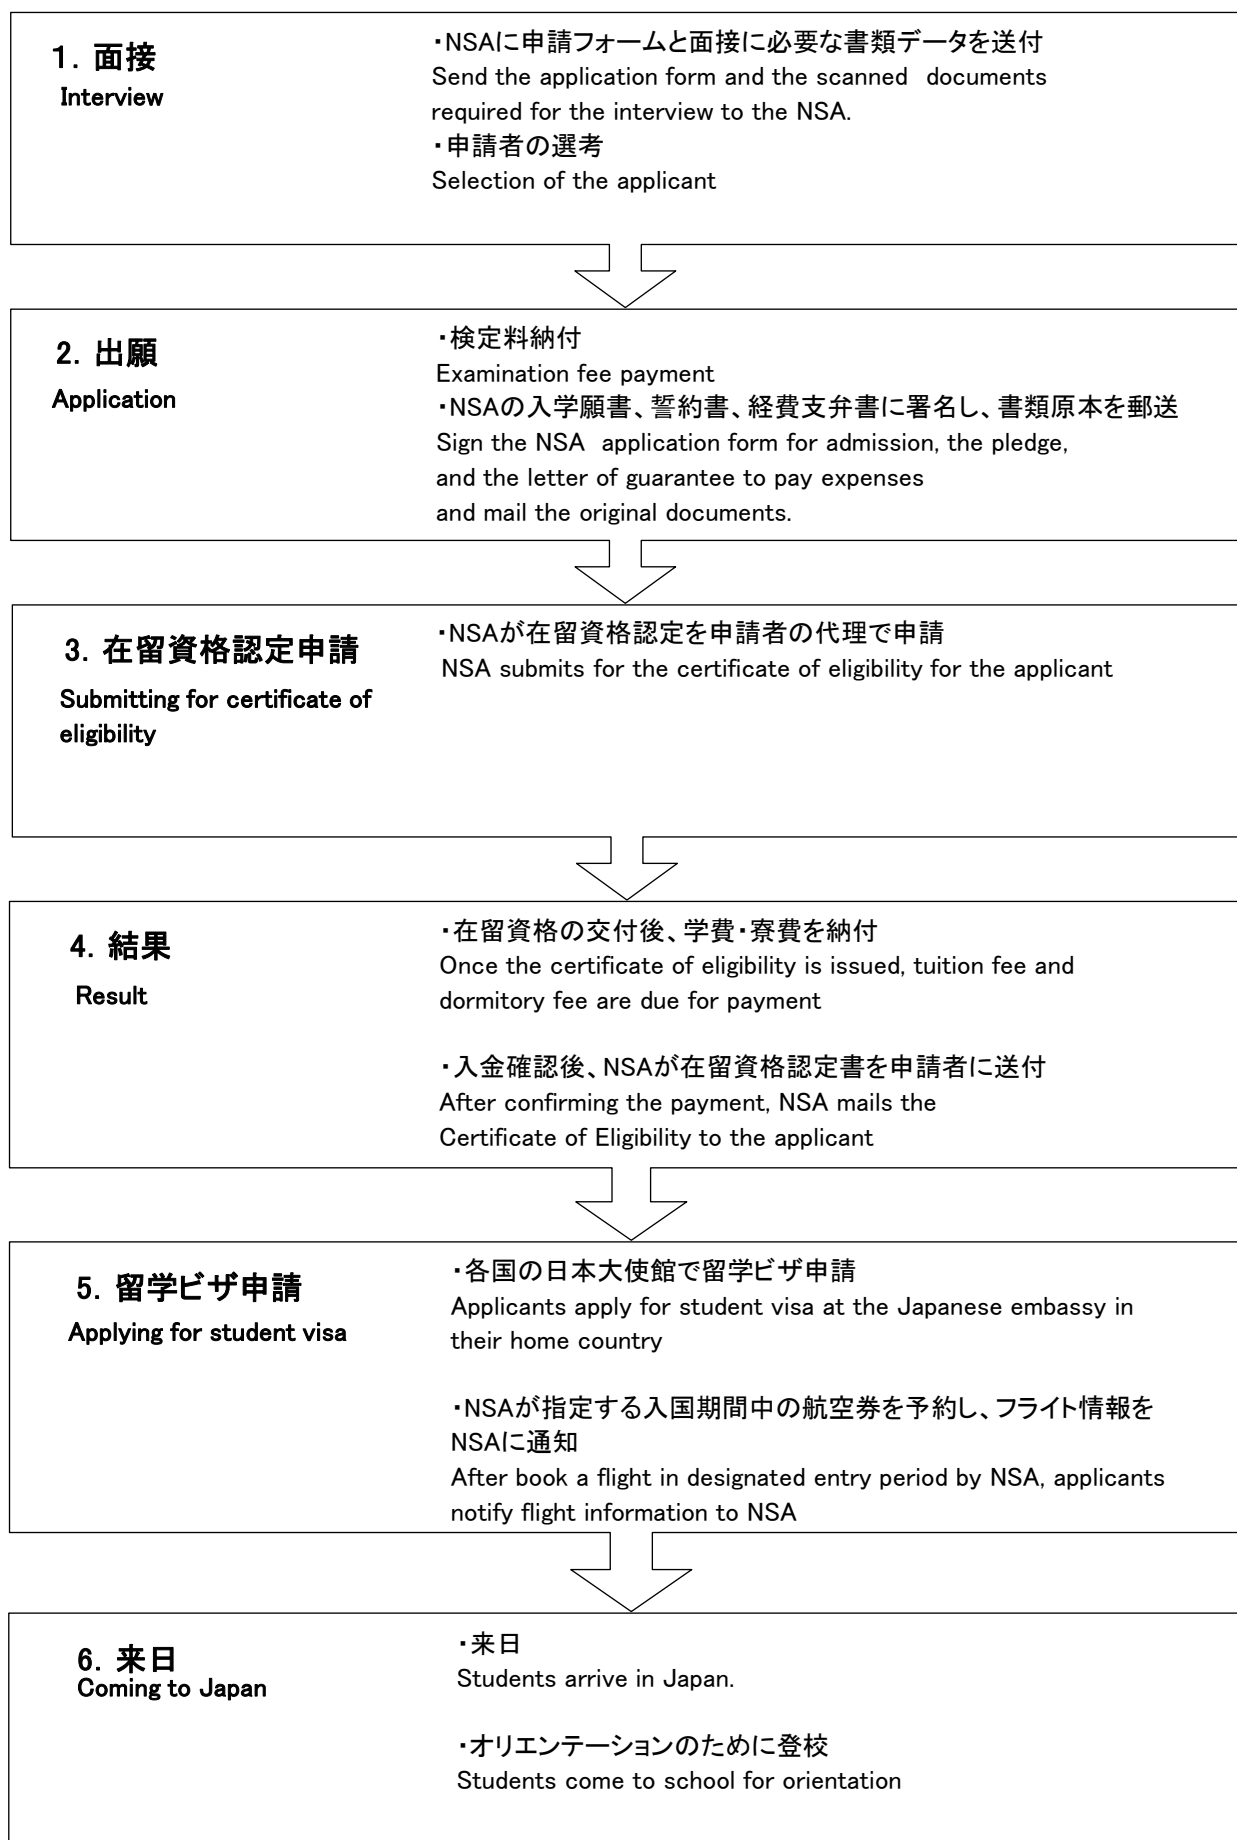 1. 面接
Interview
・NSAに申請フォームと面接に必要な書類データを送付
Send the application form and the scanned documents
required for the interview to the NSA.
・申請者の選考
Selection of the applicant
2. 出願
Application
・検定料納付
Examination fee payment
・NSAの入学願書、誓約書、経費支弁書に署名し、書類原本を郵送
Sign the NSA application form for admission, the pledge,
and the letter of guarantee to pay expenses
and mail the original documents.
3. 在留資格認定申請
Submitting for certificate of
eligibility
・NSAが在留資格認定を申請者の代理で申請
NSA submits for the certificate of eligibility for the applicant
4. 結果
Result
・在留資格の交付後、学費・寮費を納付
Once the certificate of eligibility is issued, tuition fee and
dormitory fee are due for payment
・入金確認後、NSAが在留資格認定書を申請者に送付
After confirming the payment, NSA mails the
Certificate of Eligibility to the applicant
5. 留学ビザ申請
Applying for student visa
・各国の日本大使館で留学ビザ申請
Applicants apply for student visa at the Japanese embassy in
their home country
・NSAが指定する入国期間中の航空券を予約し、フライト情報を
NSAに通知
After book a flight in designated entry period by NSA, applicants
notify flight information to NSA
6. 来日
Coming to Japan
・来日
Students arrive in Japan.
・オリエンテーションのために登校
Students come to school for orientation